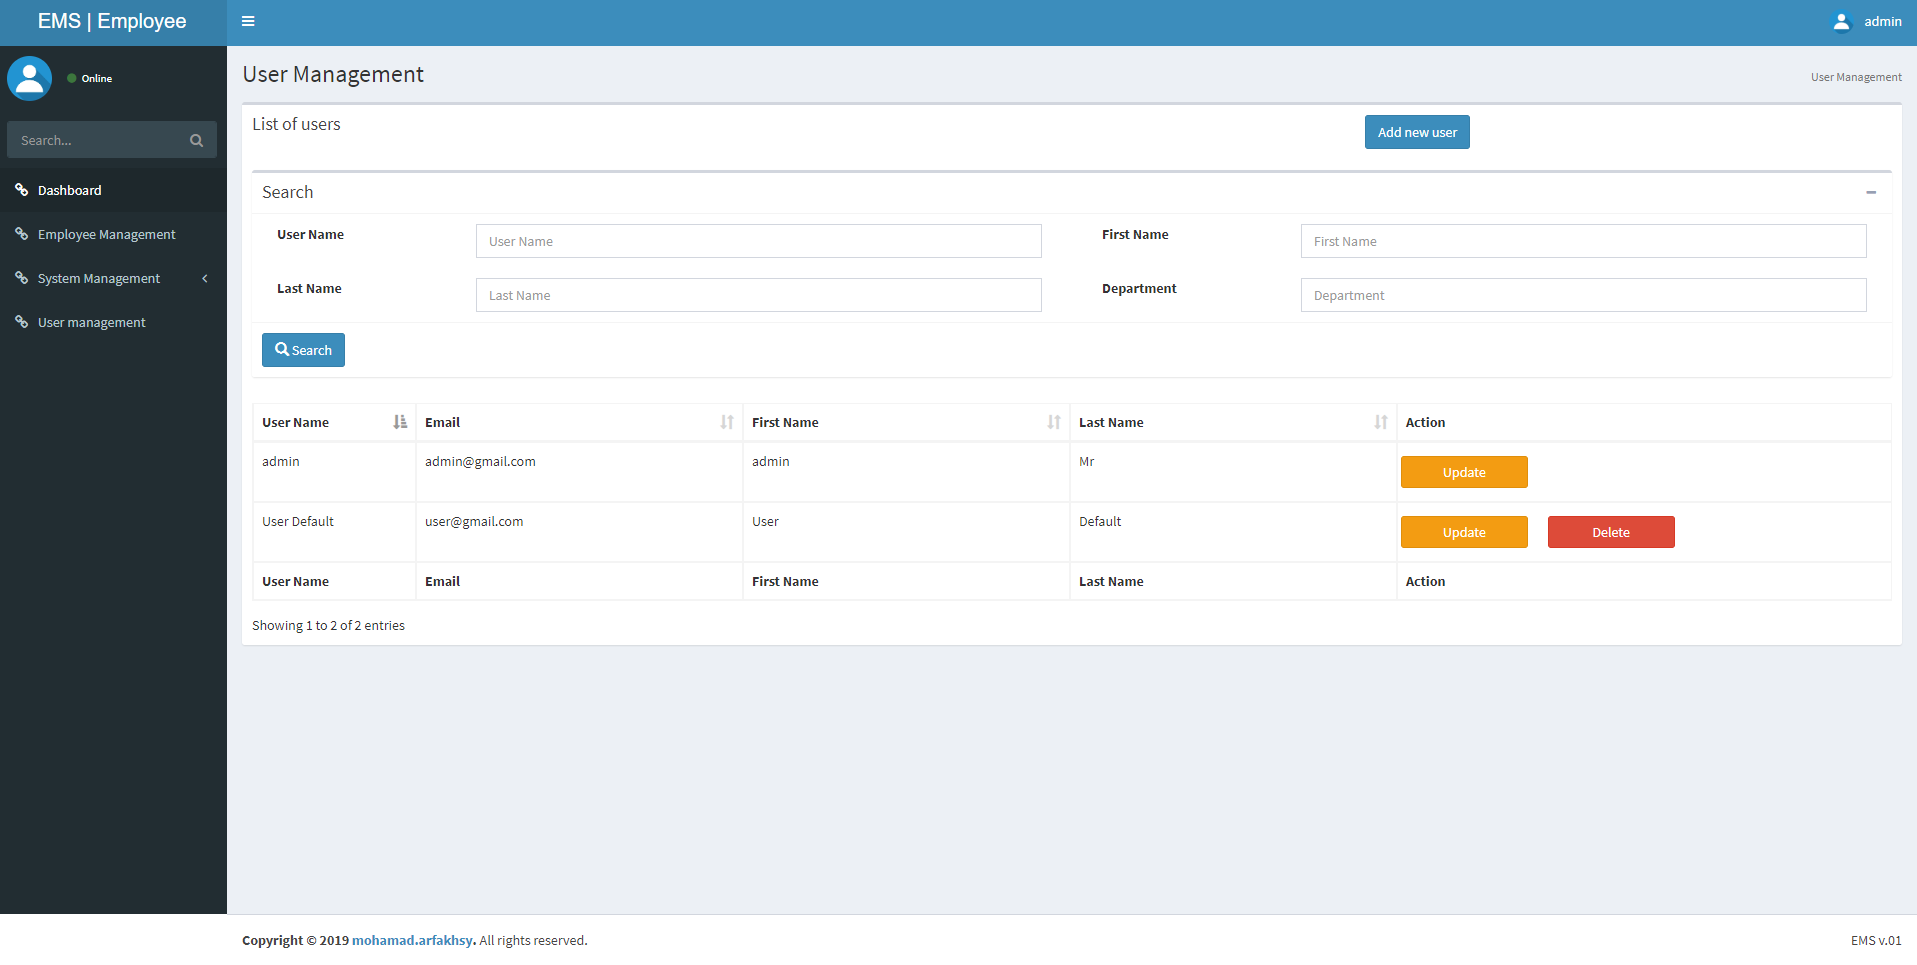 EMS | Employee
admin
Online
Search...
Dashboard
Employee Management
System Management
User management
User Management
User Management
List of users
Add new user
Search
User Name
User Name
First Name
First Name
Last Name
Last Name
Department
Department
Search
User Name Email First Name Last Name Action
admin admin@gmail.com admin Mr Update
User Default user@gmail.com User Default Update Delete
User Name Email First Name Last Name Action
Showing 1 to 2 of 2 entries
Copyright © 2019 mohamad.arfakhsy. All rights reserved.
EMS v.01